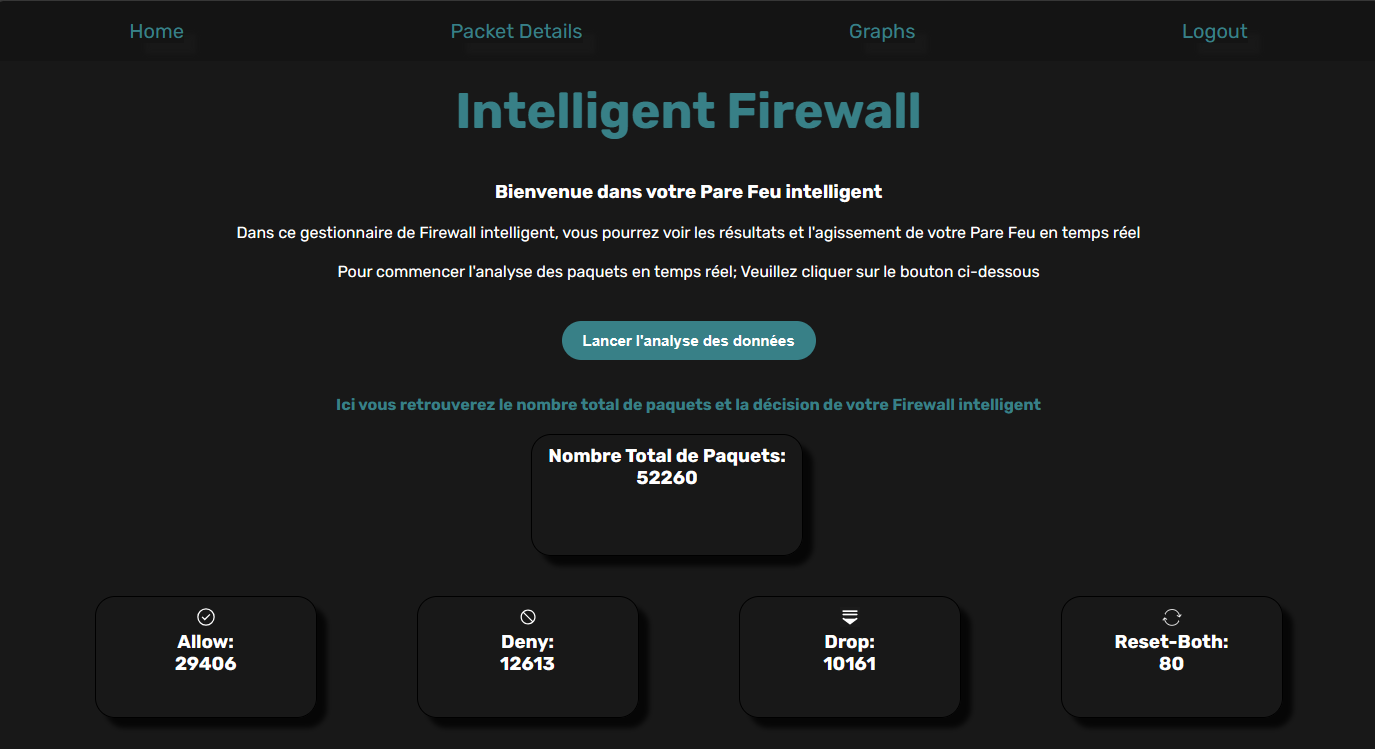 Home
Packet Details
Graphs
Logout
Intelligent Firewall
Bienvenue dans votre Pare Feu intelligent
Dans ce gestionnaire de Firewall intelligent, vous pourrez voir les résultats et l'agissement de votre Pare Feu en temps réel
Pour commencer l'analyse des paquets en temps réel; Veuillez cliquer sur le bouton ci-dessous
Lancer l'analyse des données
Ici vous retrouverez le nombre total de paquets et la décision de votre Firewall intelligent
Nombre Total de Paquets:
52260
Allow:
29406
Deny:
12613
Drop:
10161
Reset-Both:
80